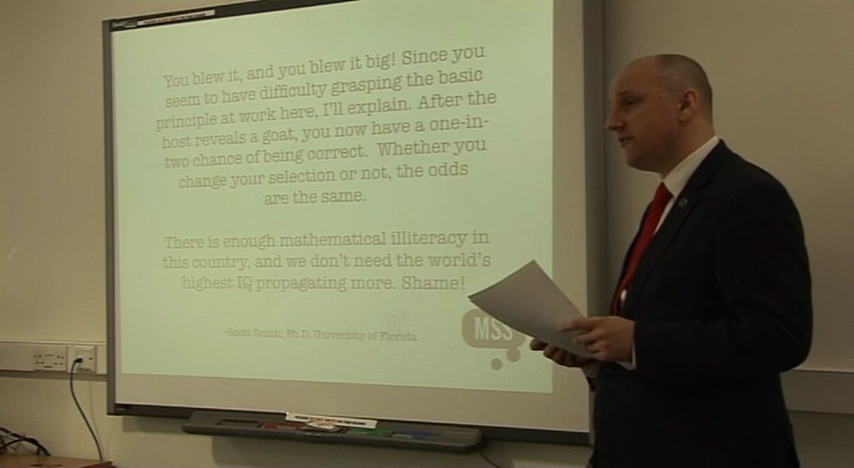 You blew it, and you blew it big! Since you
seem to have difficulty grasping the basic
principle at work here, I'll explain. After the
host reveals a goat, you now have a one-in-
two chance of being correct. Whether you
change your selection or not, the odds
are the same.
There is enough mathematical illiteracy in
this country, and we don't need the world's
highest IQ propagating more. Shame!
-Scott Smith, Ph.D. University of Florida
MSS